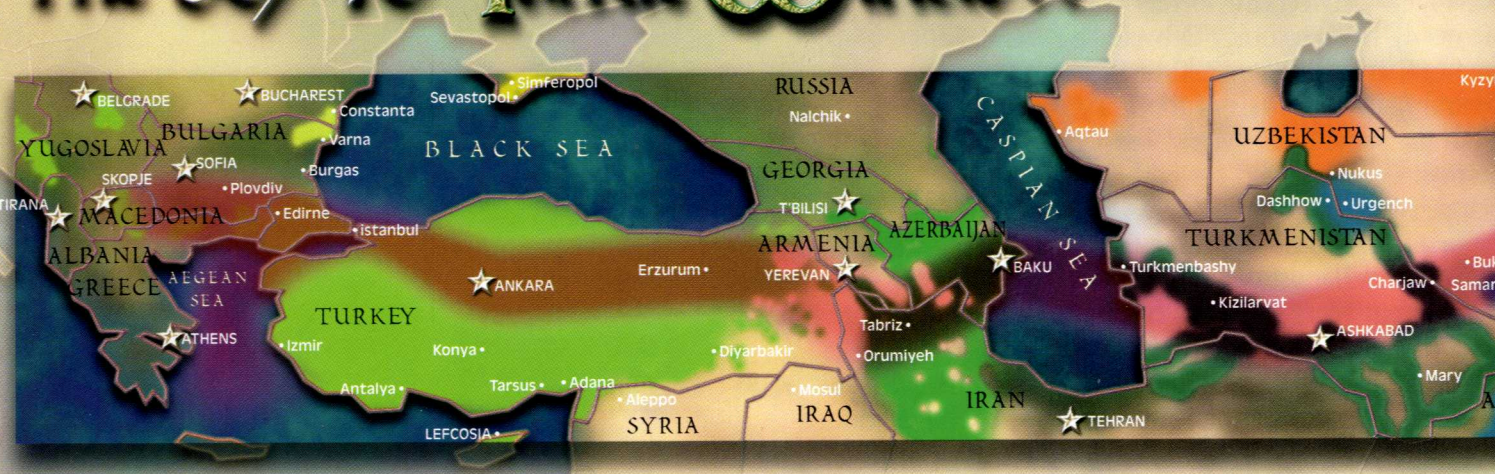 BELGRADE
BUCHAREST
Constanta
Simferopol
Sevastopol
RUSSIA
Nalchik
Aqtau
UZBEKISTAN
Kyzy
YUGOSLAVIA
BULGARIA
Varna
BLACK SEA
CASPIAN SEA
SOFIA
Burgas
GEORGIA
Nukus
SKOPJE
Plovdiv
Dashhow
Urgench
TIRANA
MACEDONIA
Edirne
istanbul
T'BILISI
AZERBAIJAN
TURKMENISTAN
ALBANIA
ARMENIA
GREECE
AEGEAN
SEA
ANKARA
Erzurum
YEREVAN
BAKU
Turkmenbashy
Charjaw
Buk
Samar
TURKEY
Kizilarvat
ATHENS
Izmir
Konya
Diyarbakir
Tabriz
Orumiyeh
ASHKABAD
Antalya
Tarsus
Adana
Aleppo
Mosul
Mary
SYRIA
IRAQ
IRAN
TEHRAN
A
LEFCOSIA